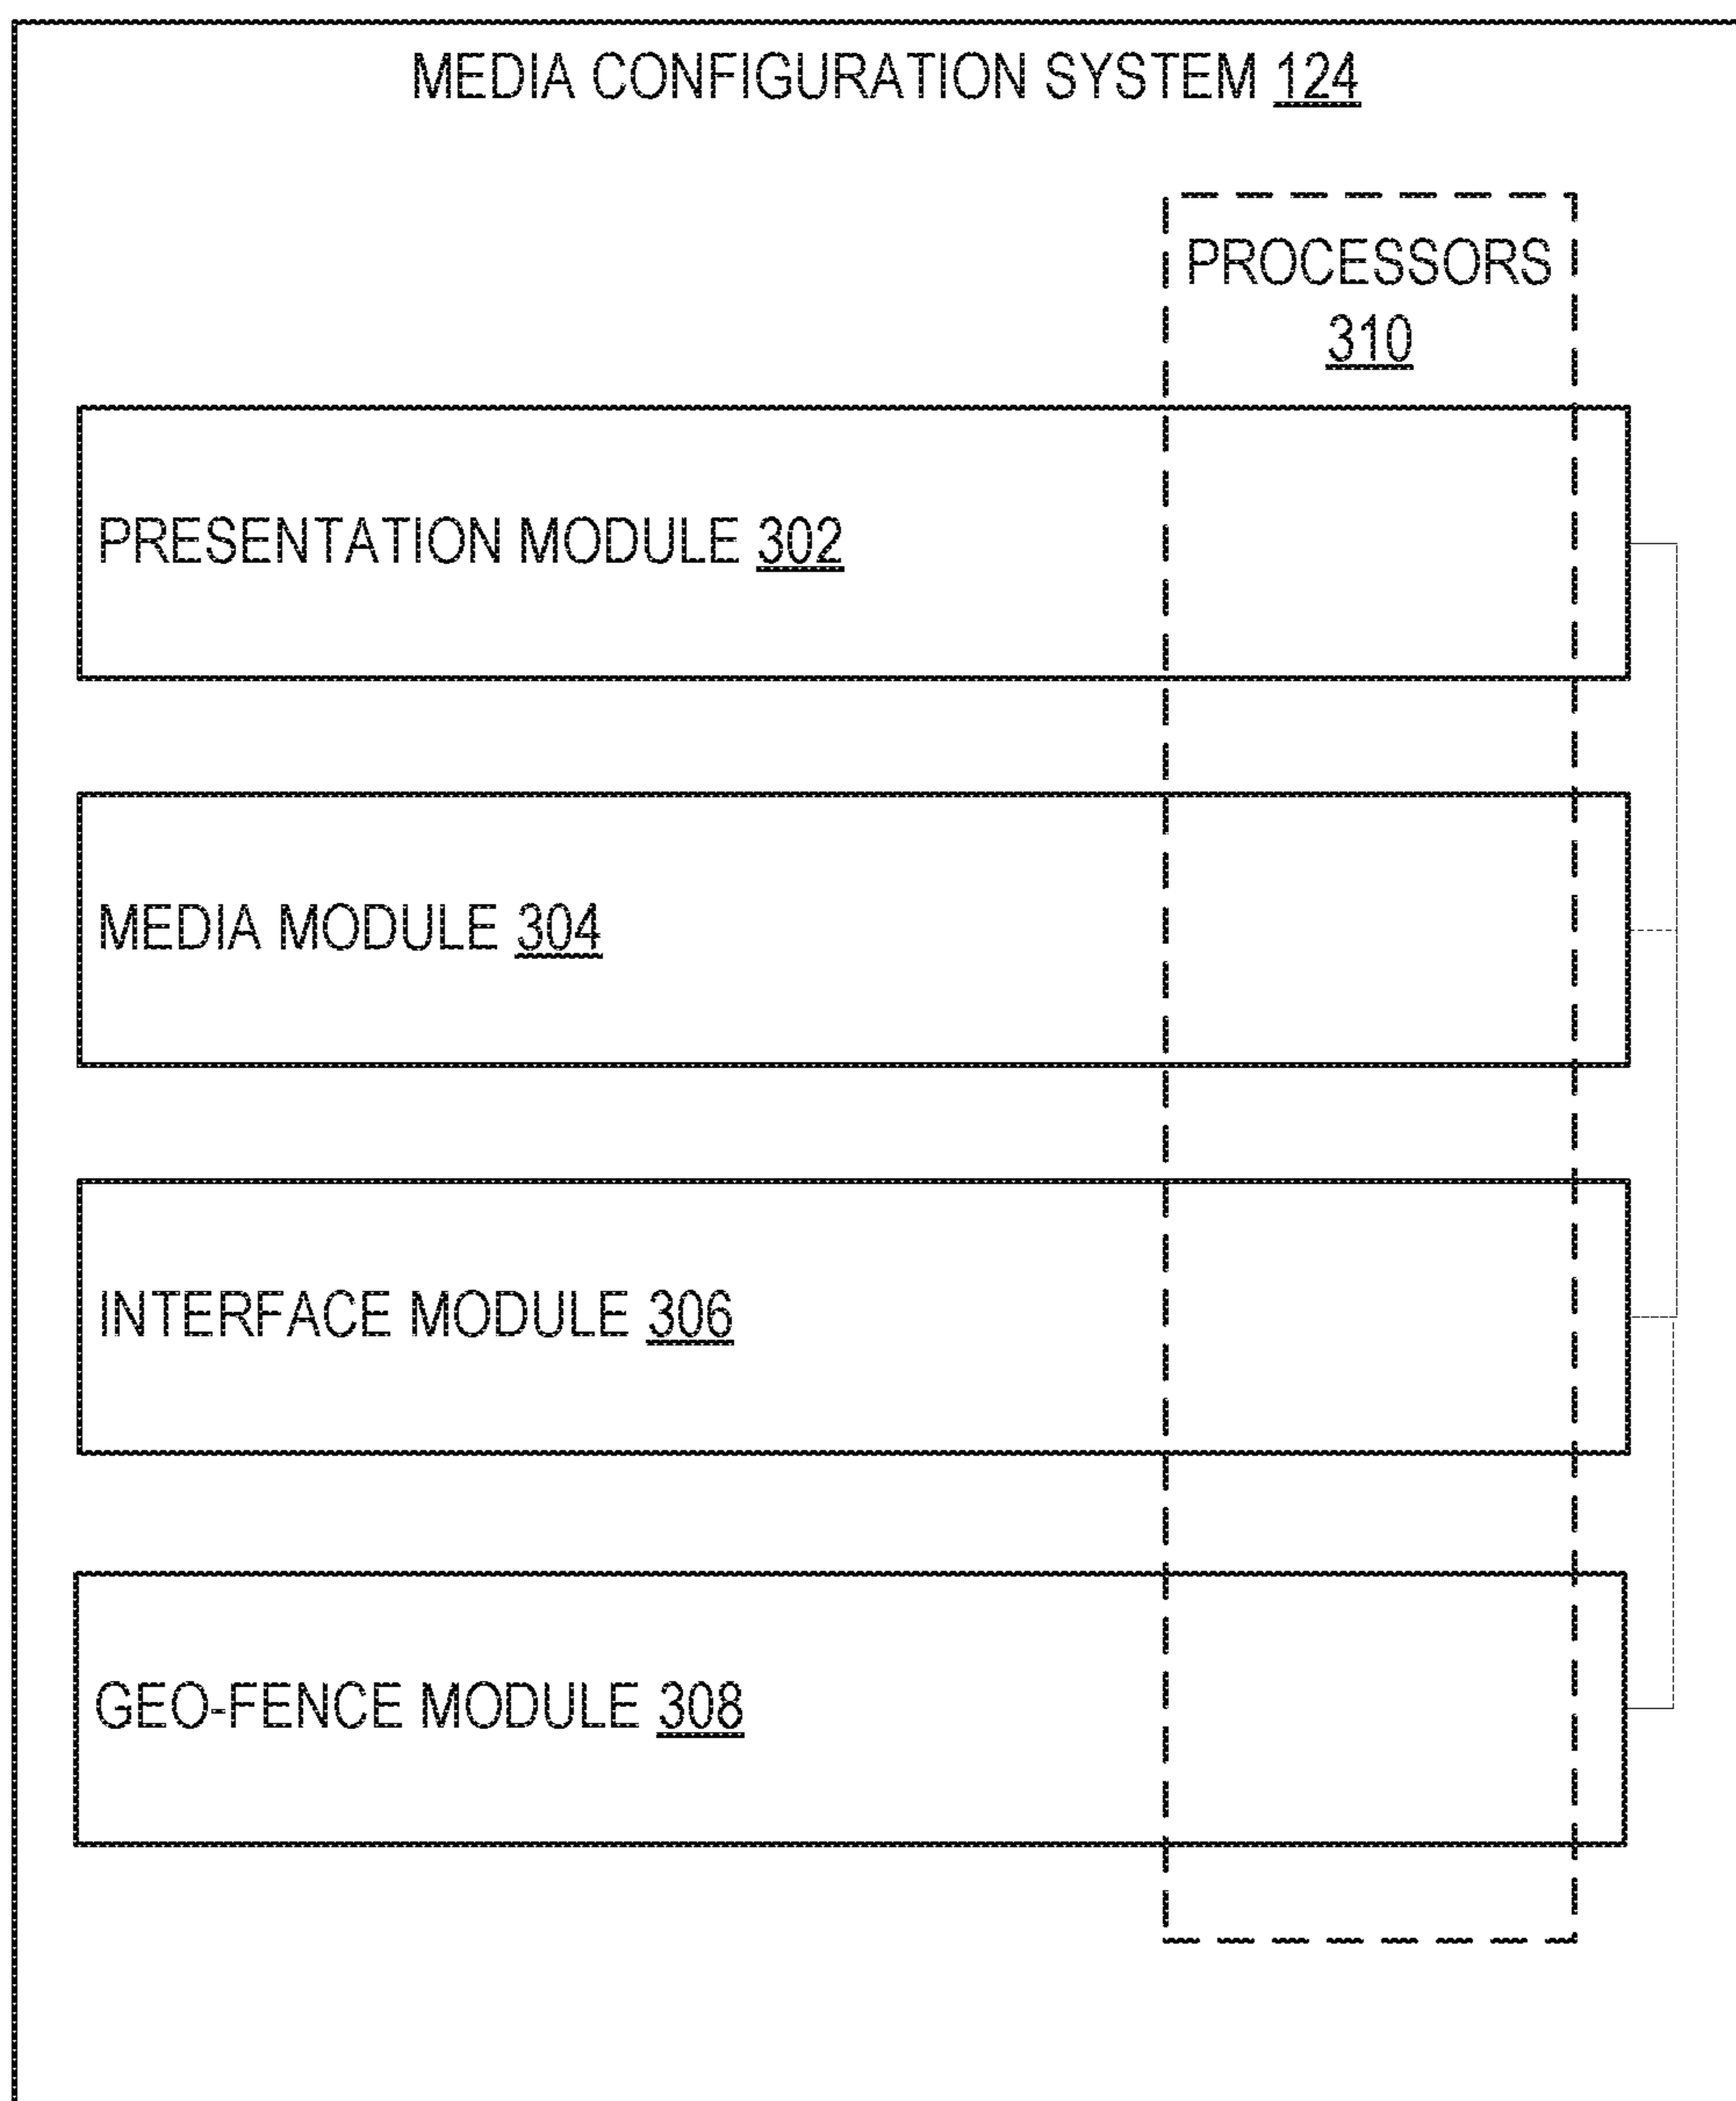 MEDIA CONFIGURATION SYSTEM 124
PROCESSORS
310
PRESENTATION MODULE 302
MEDIA MODULE 304
INTERFACE MODULE 306
GEO-FENCE MODULE 308